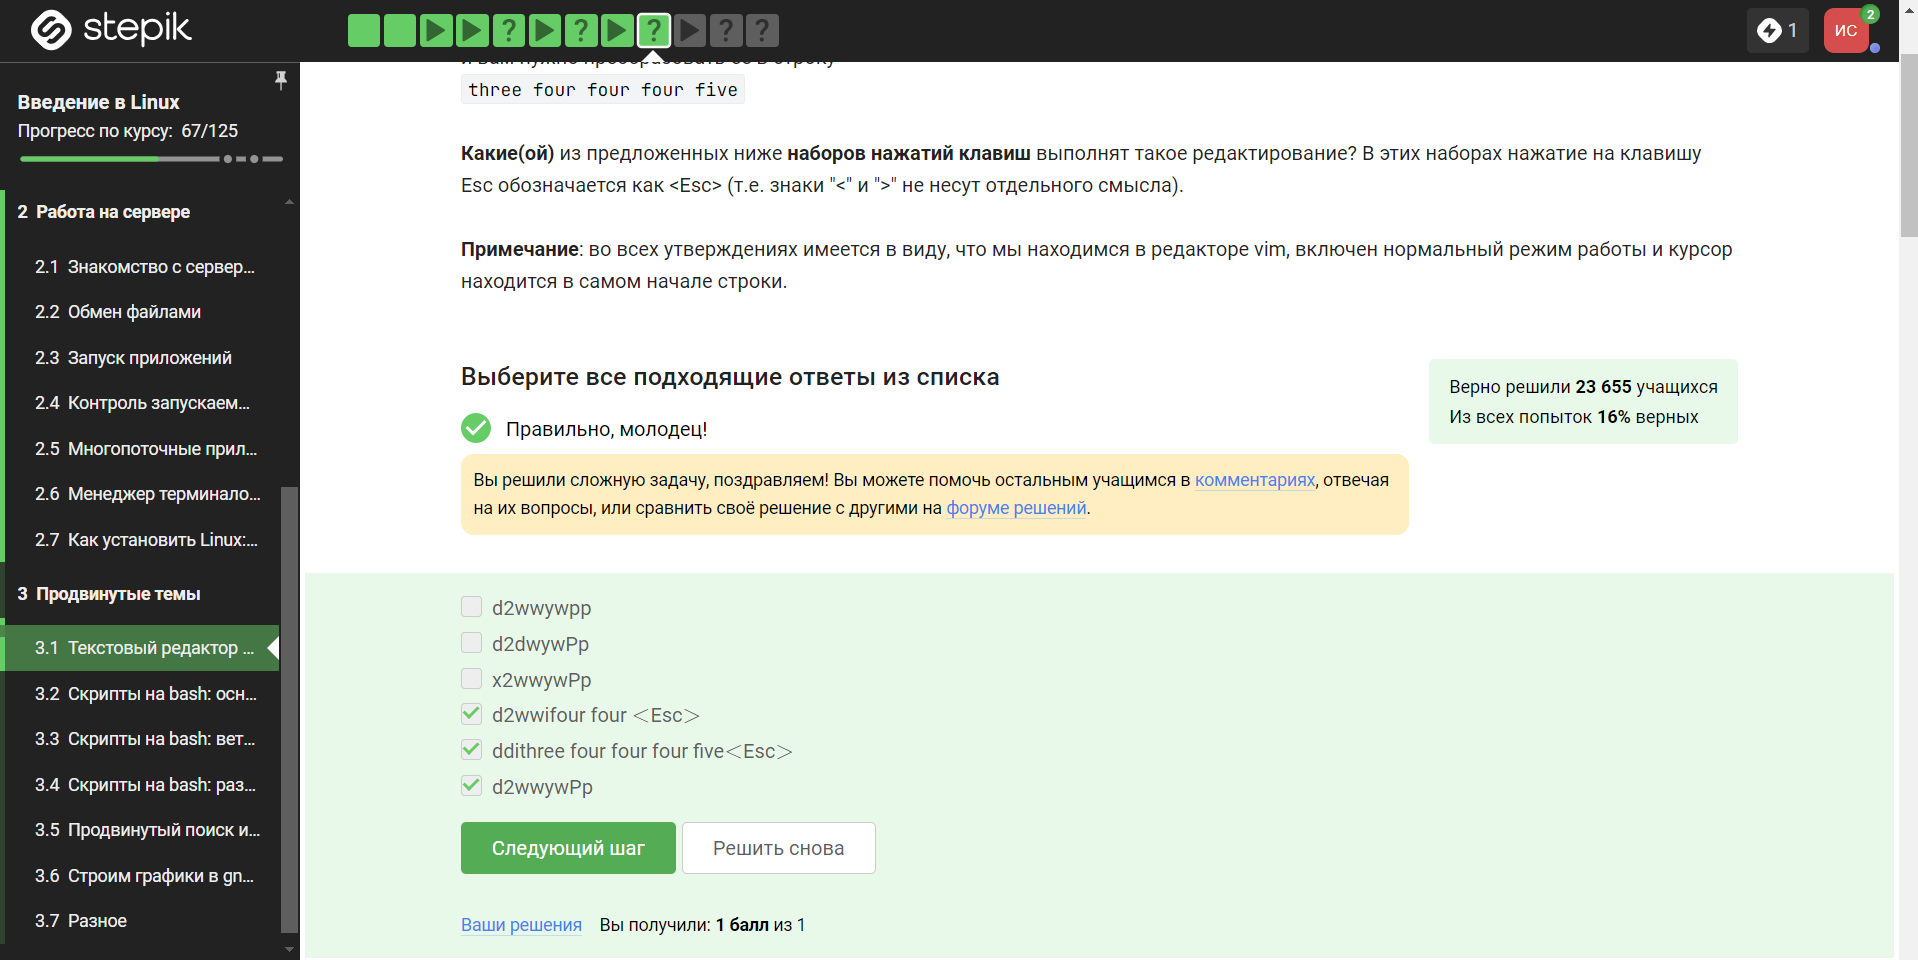 stepik
1
ИС
2
Введение в Linux
Прогресс по курсу: 67/125
2 Работа на сервере
2.1 Знакомство с сервер...
2.2 Обмен файлами
2.3 Запуск приложений
2.4 Контроль запускаем...
2.5 Многопоточные прил...
2.6 Менеджер терминало...
2.7 Как установить Linux:...
3 Продвинутые темы
3.1 Текстовый редактор ...
3.2 Скрипты на bash: осн...
3.3 Скрипты на bash: вет...
3.4 Скрипты на bash: раз...
3.5 Продвинутый поиск и...
3.6 Строим графики в gn...
3.7 Разное
three four four four five
Какие(ой) из предложенных ниже наборов нажатий клавиш выполнят такое редактирование? В этих наборах нажатие на клавишу
Esc обозначается как <Esc> (т.е. знаки "<" и ">" не несут отдельного смысла).
Примечание: во всех утверждениях имеется в виду, что мы находимся в редакторе vim, включен нормальный режим работы и курсор
находится в самом начале строки.
Выберите все подходящие ответы из списка
Верно решили 23 655 учащихся
Из всех попыток 16% верных
Правильно, молодец!
Вы решили сложную задачу, поздравляем! Вы можете помочь остальным учащимся в комментариях, отвечая
на их вопросы, или сравнить своё решение с другими на форуме решений.
d2wwywpp
d2dwywPp
x2wwywPp
d2wwifour four <Esc>
ddithree four four four five<Esc>
d2wwywPp
Следующий шаг
Решить снова
Ваши решения Вы получили: 1 балл из 1